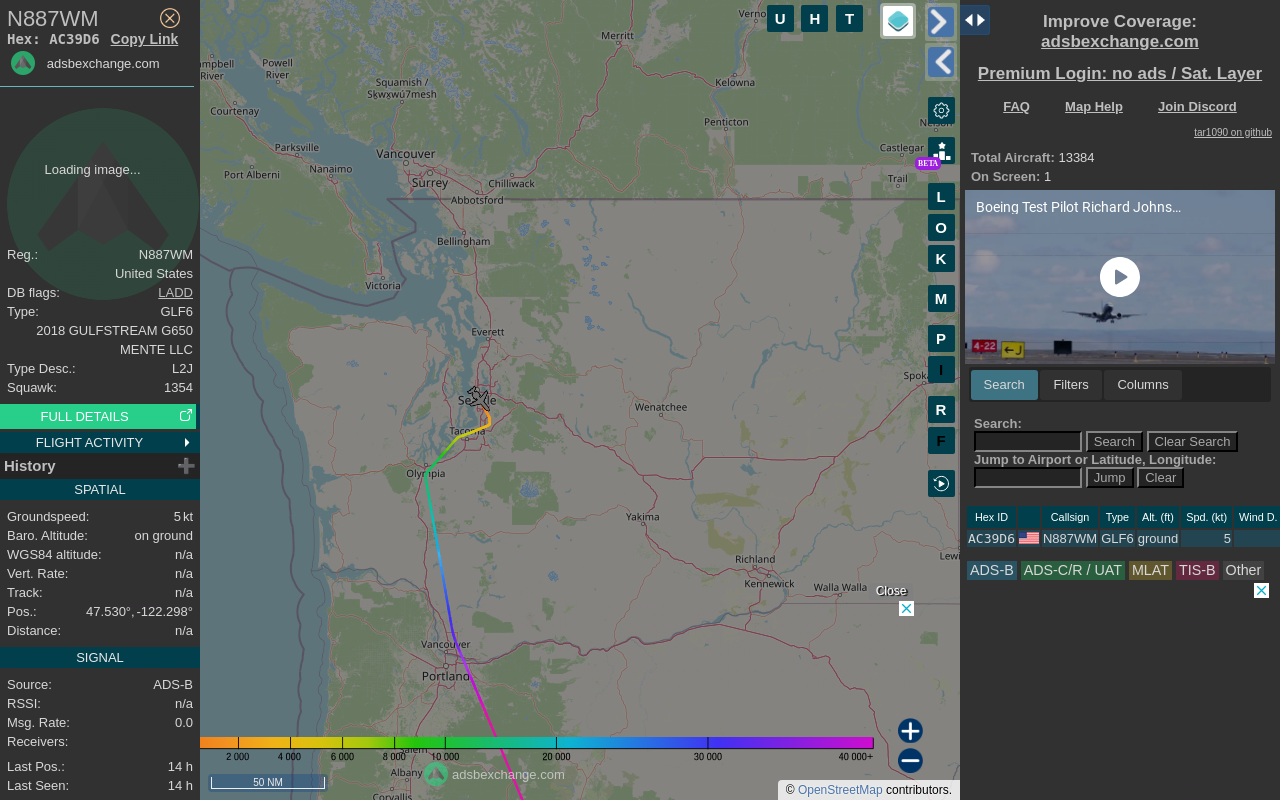 N887WM
Hex: AC39D6 Copy Link
adsbexchange.com
Loading image...
Reg.: N887WM
United States
DB flags: LADD
Type: GLF6
2018 GULFSTREAM G650
MENTE LLC
Type Desc.: L2J
Squawk: 1354
FULL DETAILS
FLIGHT ACTIVITY
History
SPATIAL
Groundspeed: 5 kt
Baro. Altitude: on ground
WGS84 altitude: n/a
Vert. Rate: n/a
Track: n/a
Pos.: 47.530°, -122.298°
Distance: n/a
SIGNAL
Source: ADS-B
RSSI: n/a
Msg. Rate: 0.0
Receivers:
Last Pos.: 14 h
Last Seen: 14 h
U H T
Merritt
Powell
River
River
Squamish /
Sḵwx̱wú7mesh
Kelowna
Courtenay
Penticton
Parksville
Nanaimo
Vancouver
Castlegar
BETA
Port Alberni
Surrey
Chilliwack
Trail
Abbotsford
L
O
K
Bellingham
Victoria
M
Everett
P
I
Wenatchee
R
F
Tacoma
Olympia
Yakima
Richland
Kennewick
Walla Walla
Close
Vancouver
Portland
2 000 4 000 6 000 8 000 10 000 20 000 30 000 40 000+
Salem
Albany
adsbexchange.com
50 NM
Corvallis
© OpenStreetMap contributors.
Improve Coverage:
adsbexchange.com
Premium Login: no ads / Sat. Layer
FAQ Map Help Join Discord
tar1090 on github
Total Aircraft: 13384
On Screen: 1
Boeing Test Pilot Richard Johns…
4-22 J
Search Filters Columns
Search:
Search Clear Search
Jump to Airport or Latitude, Longitude:
Jump Clear
Hex ID Callsign Type Alt. (ft) Spd. (kt) Wind D.
AC39D6 N887WM GLF6 ground 5
ADS-B ADS-C/R / UAT MLAT TIS-B Other